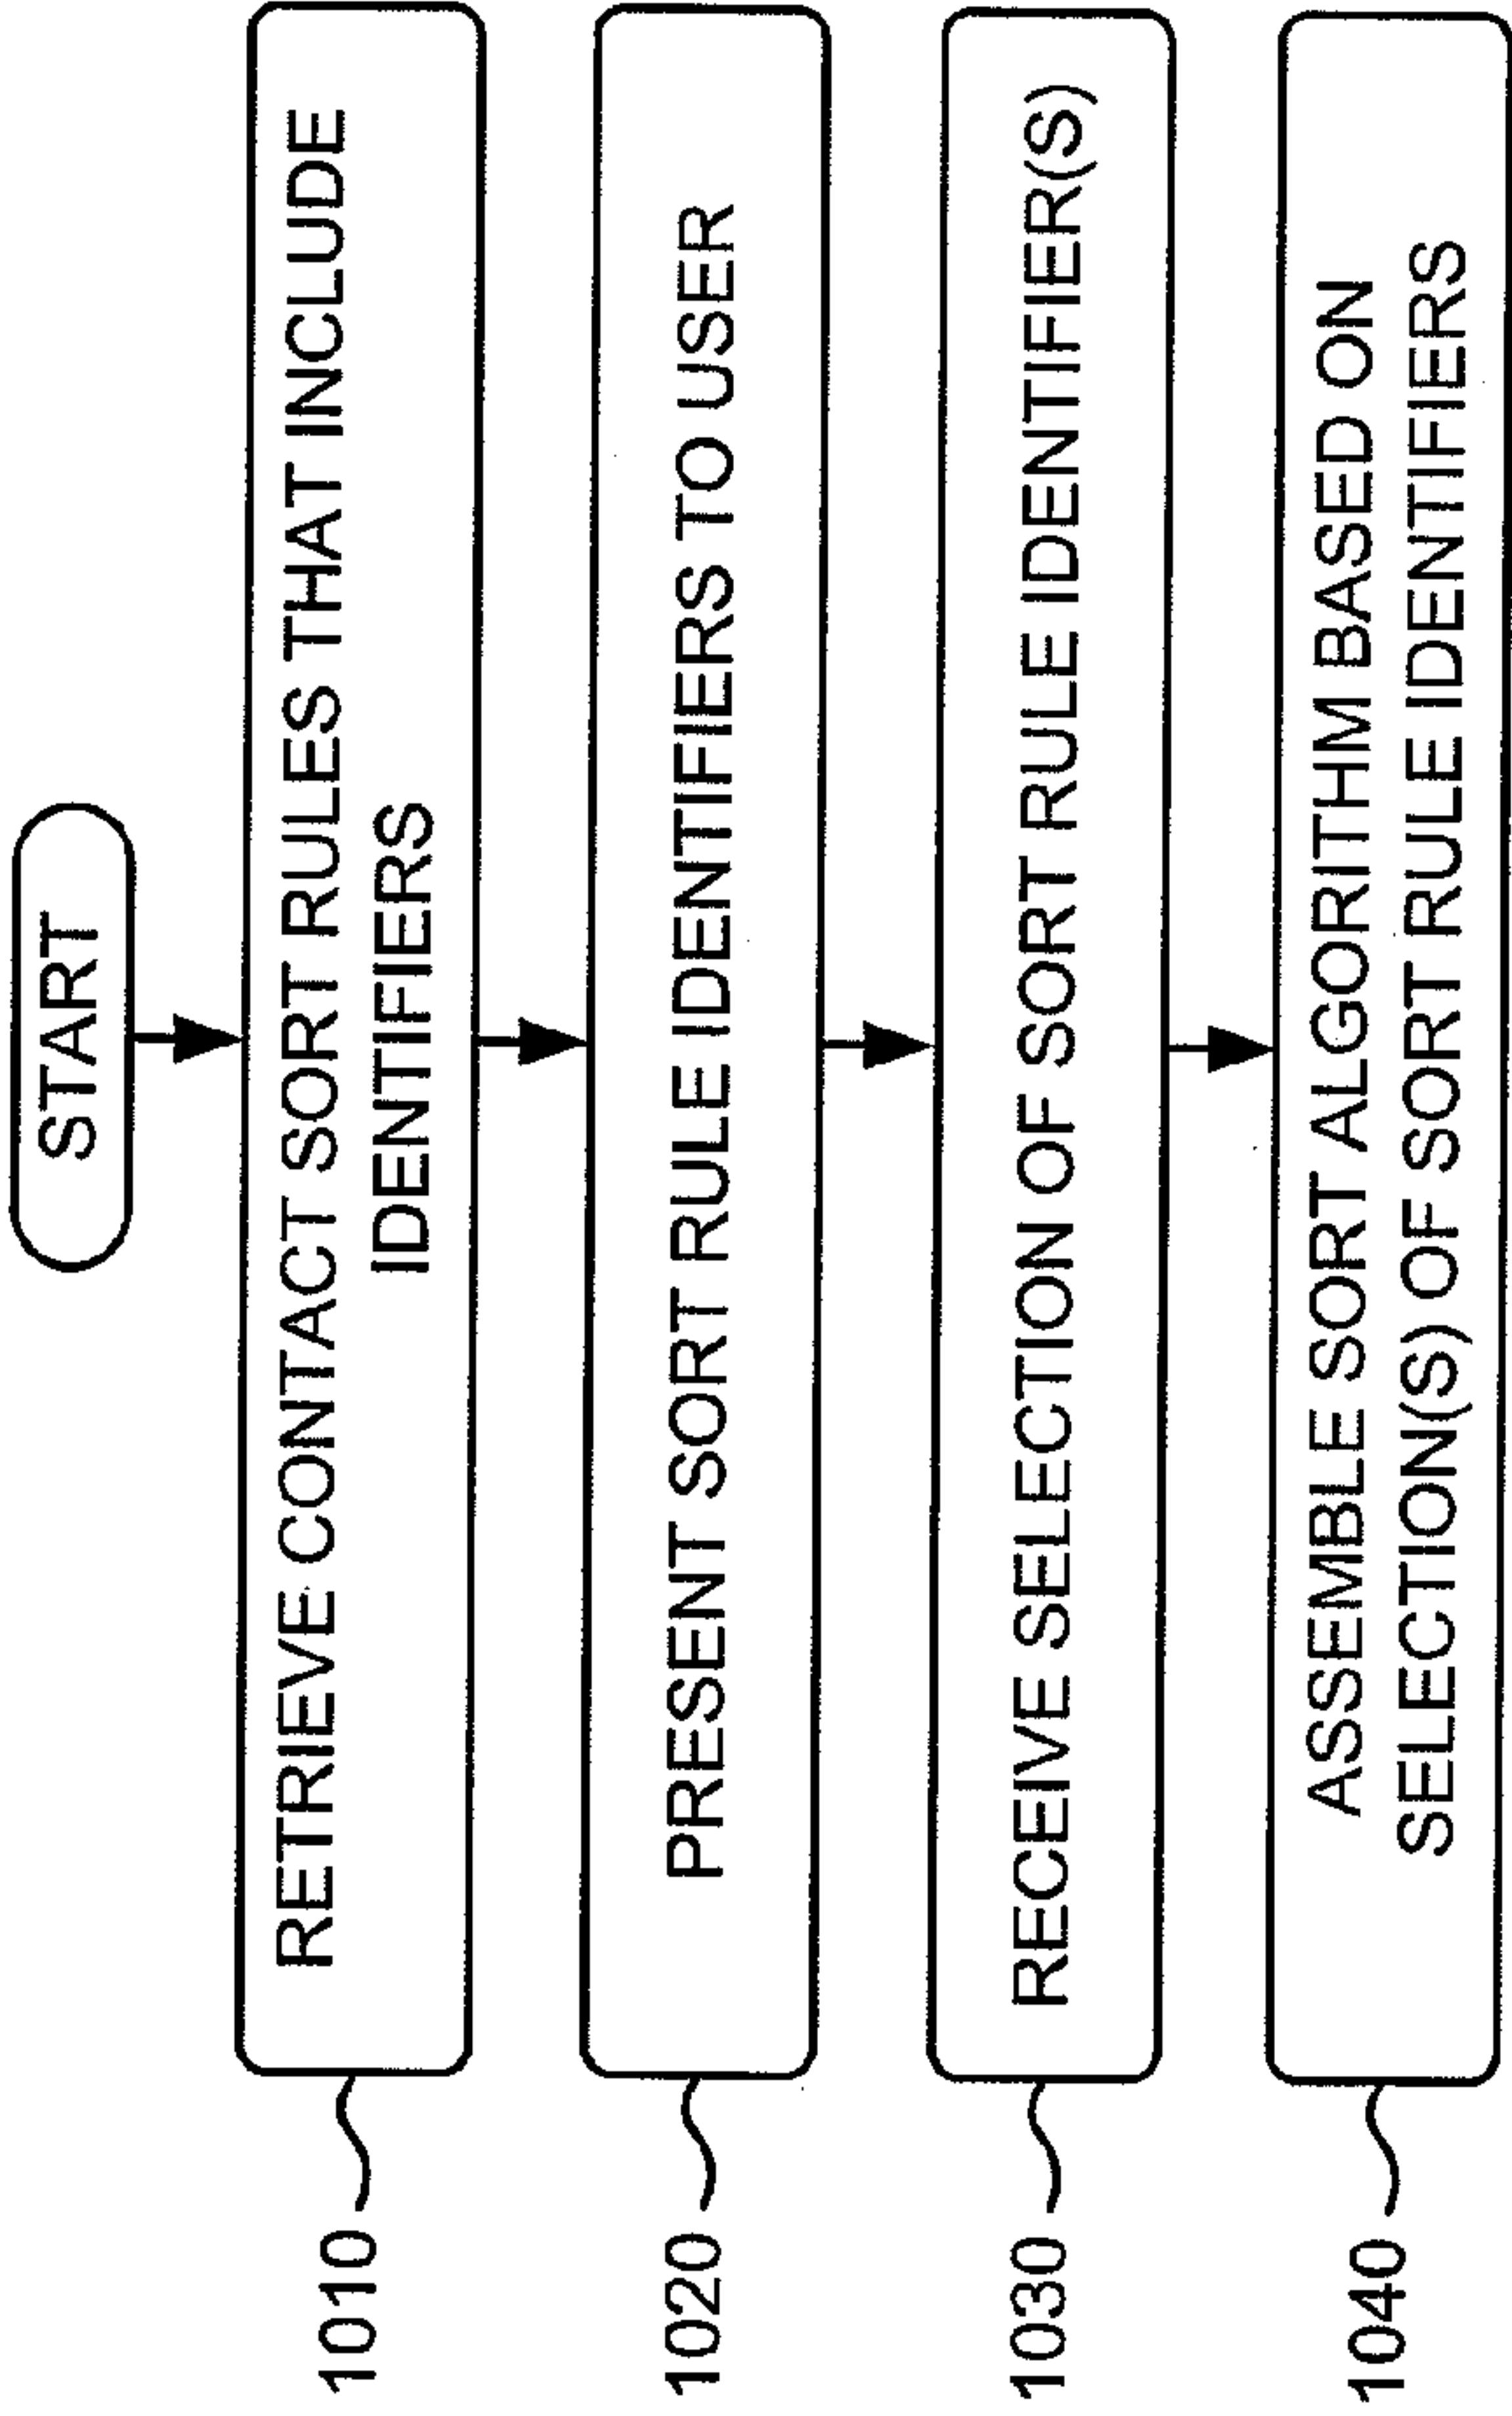 START
1010
RETRIEVE CONTACT SORT RULES THAT INCLUDE
IDENTIFIERS
1020
PRESENT SORT RULE IDENTIFIERS TO USER
1030
RECEIVE SELECTION OF SORT RULE IDENTIFIER(S)
1040
ASSEMBLE SORT ALGORITHM BASED ON
SELECTION(S) OF SORT RULE IDENTIFIERS